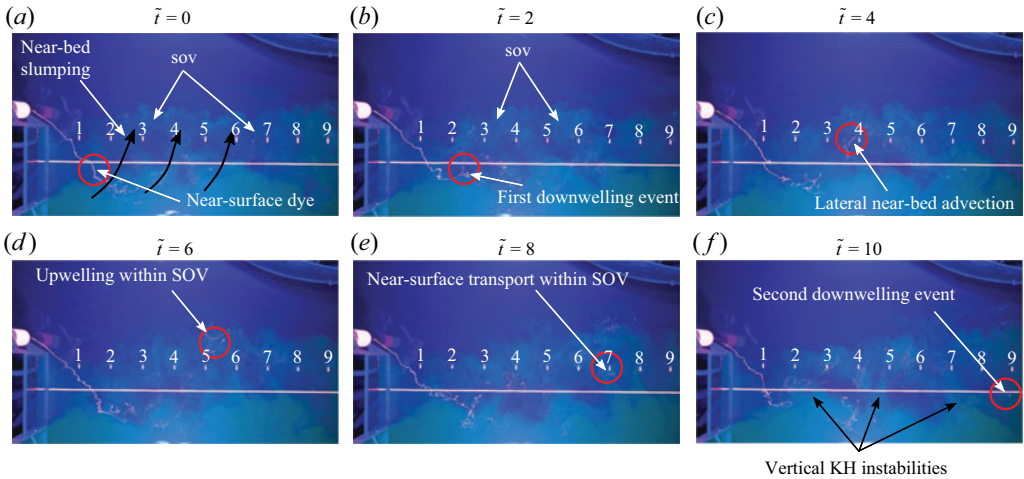 (a) t̃ = 0
Near-bed
slumping
sov
1 2 3 4 5 6 7 8 9
Near-surface dye
(b) t̃ = 2
sov
1 2 3 4 5 6 7 8 9
First downwelling event
(c) t̃ = 4
1 2 3 4 5 6 7 8 9
Lateral near-bed advection
(d) t̃ = 6
Upwelling within SOV
1 2 3 4 5 6 7 8 9
(e) t̃ = 8
Near-surface transport within SOV
1 2 3 4 5 6 7 8 9
(f) t̃ = 10
Second downwelling event
1 2 3 4 5 6 7 8 9
Vertical KH instabilities